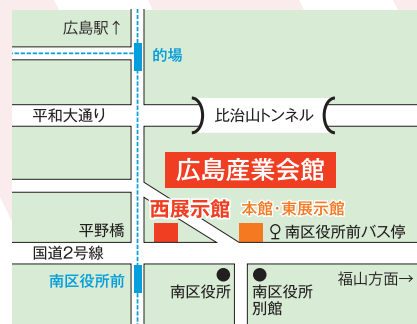 広島駅↑
的場
平和大通り
比治山トンネル
広島産業会館
西展示館
本館・東展示館
平野橋
南区役所前バス停
国道2号線
南区役所前
南区役所
南区役所
別館
福山方面→